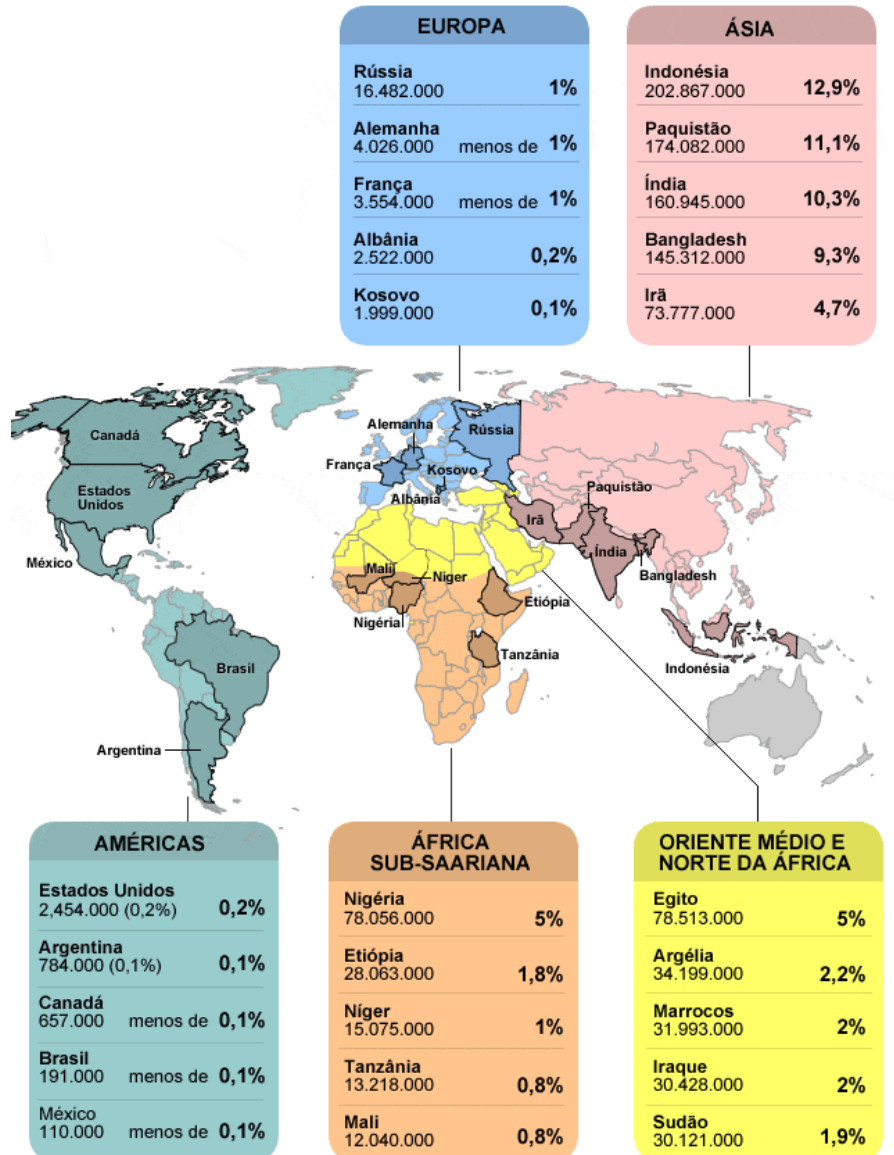 EUROPA
Rússia
16.482.000 1%
Alemanha
4.026.000 menos de 1%
França
3.554.000 menos de 1%
Albânia
2.522.000 0,2%
Kosovo
1.999.000 0,1%
ÁSIA
Indonésia
202.867.000 12,9%
Paquistão
174.082.000 11,1%
Índia
160.945.000 10,3%
Bangladesh
145.312.000 9,3%
Irã
73.777.000 4,7%
Canadá
Estados
Unidos
México
Brasil
Argentina
Alemanha
Rússia
França
Kosovo
Albânia
Paquistão
Irã
Índia
Bangladesh
Mali
Niger
Etiópia
Nigéria
Tanzânia
Indonésia
AMÉRICAS
Estados Unidos
2,454.000 (0,2%) 0,2%
Argentina
784.000 (0,1%) 0,1%
Canadá
657.000 menos de 0,1%
Brasil
191.000 menos de 0,1%
México
110.000 menos de 0,1%
ÁFRICA
SUB-SAARIANA
Nigéria
78.056.000 5%
Etiópia
28.063.000 1,8%
Níger
15.075.000 1%
Tanzânia
13.218.000 0,8%
Mali
12.040.000 0,8%
ORIENTE MÉDIO E
NORTE DA ÁFRICA
Egito
78.513.000 5%
Argélia
34.199.000 2,2%
Marrocos
31.993.000 2%
Iraque
30.428.000 2%
Sudão
30.121.000 1,9%